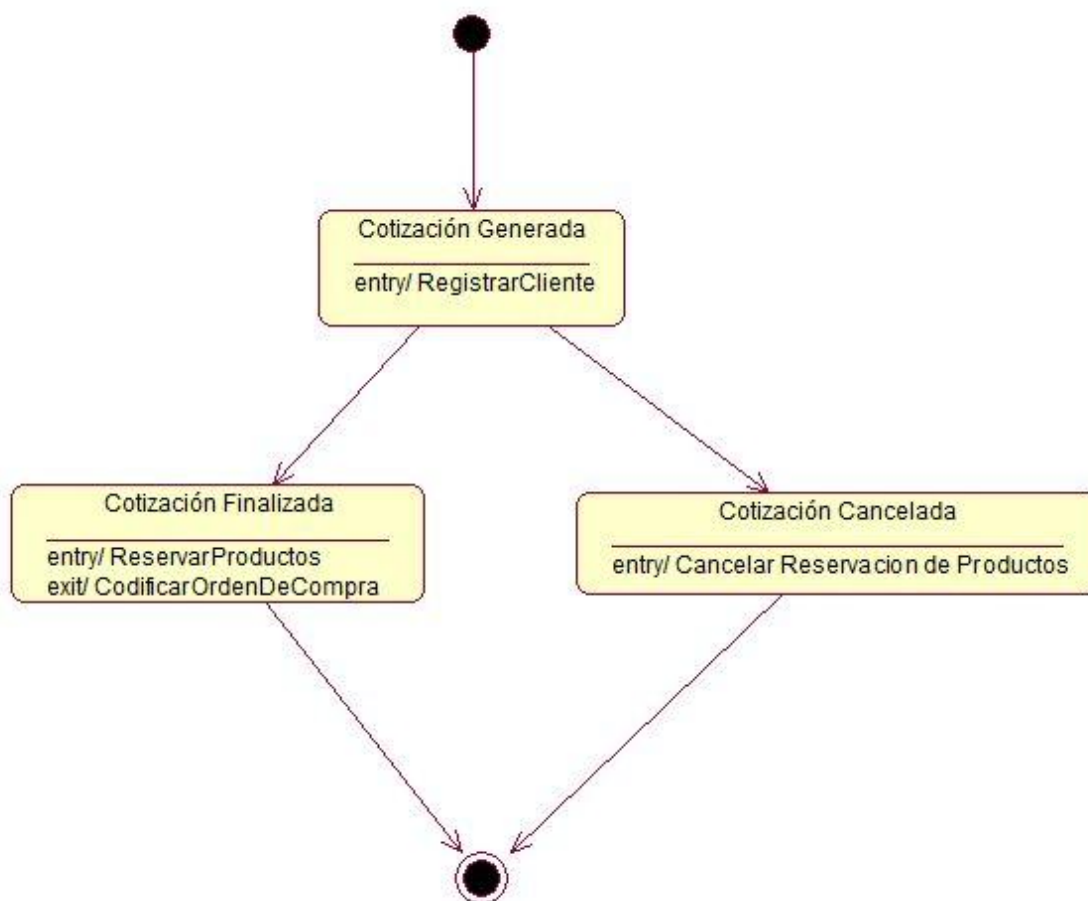 Cotización Generada
entry/ RegistrarCliente
Cotización Finalizada
entry/ ReservarProductos
exit/ CodificarOrdenDeCompra
Cotización Cancelada
entry/ Cancelar Reservacion de Productos